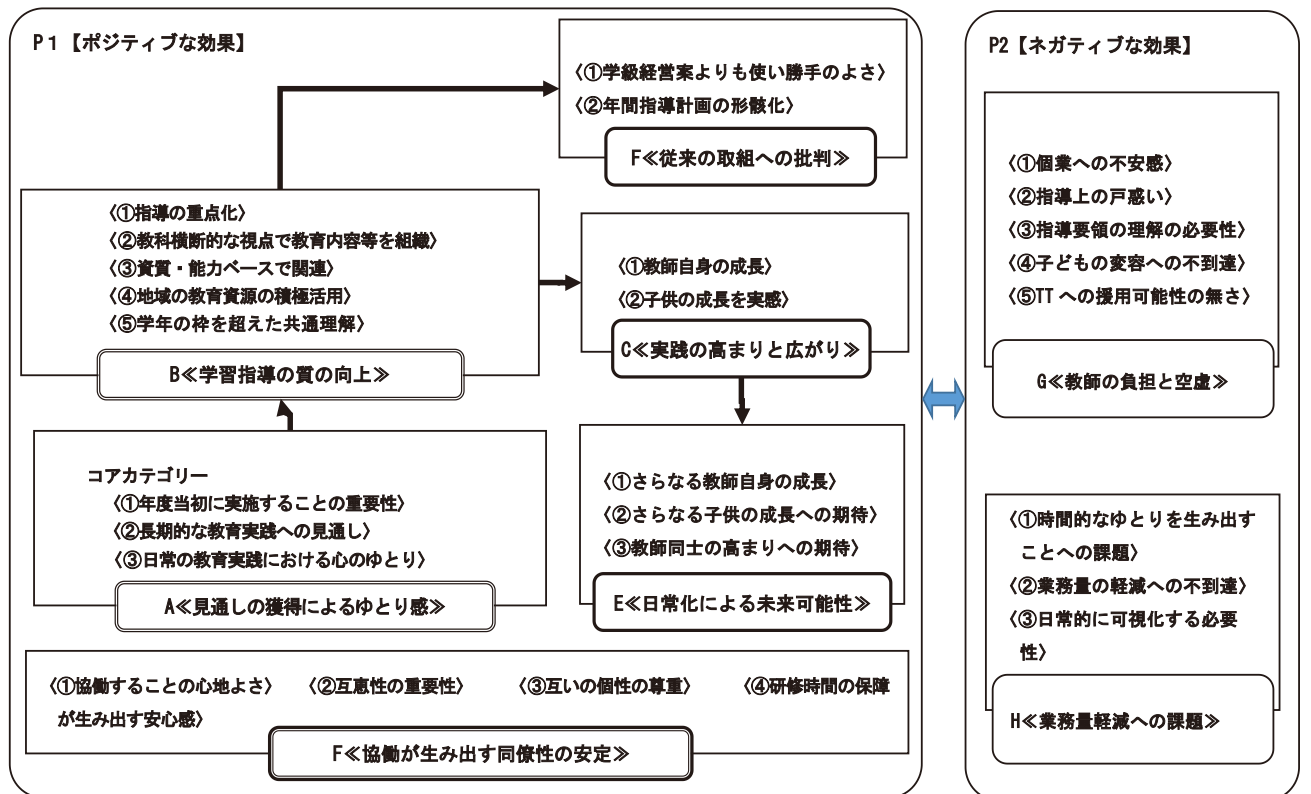 P1【ポジティブな効果】
〈①学級経営案よりも使い勝手のよさ〉
〈②年間指導計画の形骸化〉
F≪従来の取組への批判≫
〈①指導の重点化〉
〈②教科横断的な視点で教育内容等を組織〉
〈③資質・能力ベースで関連〉
〈④地域の教育資源の積極活用〉
〈⑤学年の枠を超えた共通理解〉
B≪学習指導の質の向上≫
〈①教師自身の成長〉
〈②子供の成長を実感〉
C≪実践の高まりと広がり≫
コアカテゴリー
〈①年度当初に実施することの重要性〉
〈②長期的な教育実践への見通し〉
〈③日常の教育実践における心のゆとり〉
A≪見通しの獲得によるゆとり感≫
〈①さらなる教師自身の成長〉
〈②さらなる子供の成長への期待〉
〈③教師同士の高まりへの期待〉
E≪日常化による未来可能性≫
〈①協働することの心地よさ〉 〈②互恵性の重要性〉 〈③互いの個性の尊重〉 〈④研修時間の保障
が生み出す安心感〉
F≪協働が生み出す同僚性の安定≫
P2【ネガティブな効果】
〈①個業への不安感〉
〈②指導上の戸惑い〉
〈③指導要領の理解の必要性〉
〈④子どもの変容への不到達〉
〈⑤TTへの援用可能性の無さ〉
G≪教師の負担と空虚≫
〈①時間的なゆとりを生み出す
ことへの課題〉
〈②業務量の軽減への不到達〉
〈③日常的に可視化する必要
性〉
H≪業務量軽減への課題≫